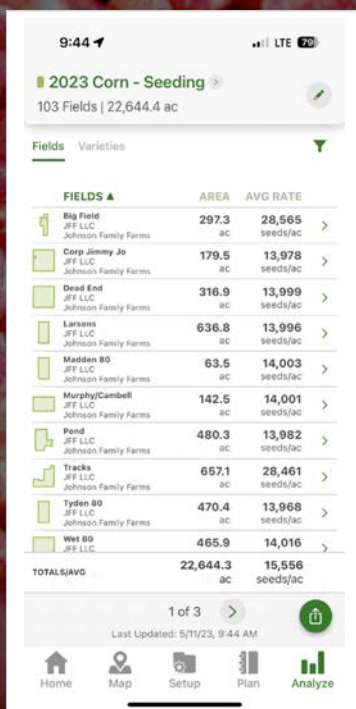 9:44 LTE 79
2023 Corn - Seeding
103 Fields | 22,644.4 ac
Fields Varieties
FIELDS ▲ AREA AVG RATE
Big Field
JFF LLC
Johnson Family Farms
297.3 ac
28,565 seeds/ac
Corp Jimmy Jo
JFF LLC
Johnson Family Farms
179.5 ac
13,978 seeds/ac
Dead End
JFF LLC
Johnson Family Farms
316.9 ac
13,999 seeds/ac
Larsens
JFF LLC
Johnson Family Farms
636.8 ac
13,996 seeds/ac
Madden 80
JFF LLC
Johnson Family Farms
63.5 ac
14,003 seeds/ac
Murphy/Cambell
JFF LLC
Johnson Family Farms
142.5 ac
14,001 seeds/ac
Pond
JFF LLC
Johnson Family Farms
480.3 ac
13,982 seeds/ac
Tracks
JFF LLC
Johnson Family Farms
657.1 ac
28,461 seeds/ac
Tyden 80
JFF LLC
Johnson Family Farms
470.4 ac
13,968 seeds/ac
Wet 80
JFF LLC
465.9
14,016
TOTALS/AVG
22,644.3 ac
15,556 seeds/ac
1 of 3
Last Updated: 5/11/23, 9:44 AM
Home Map Setup Plan Analyze